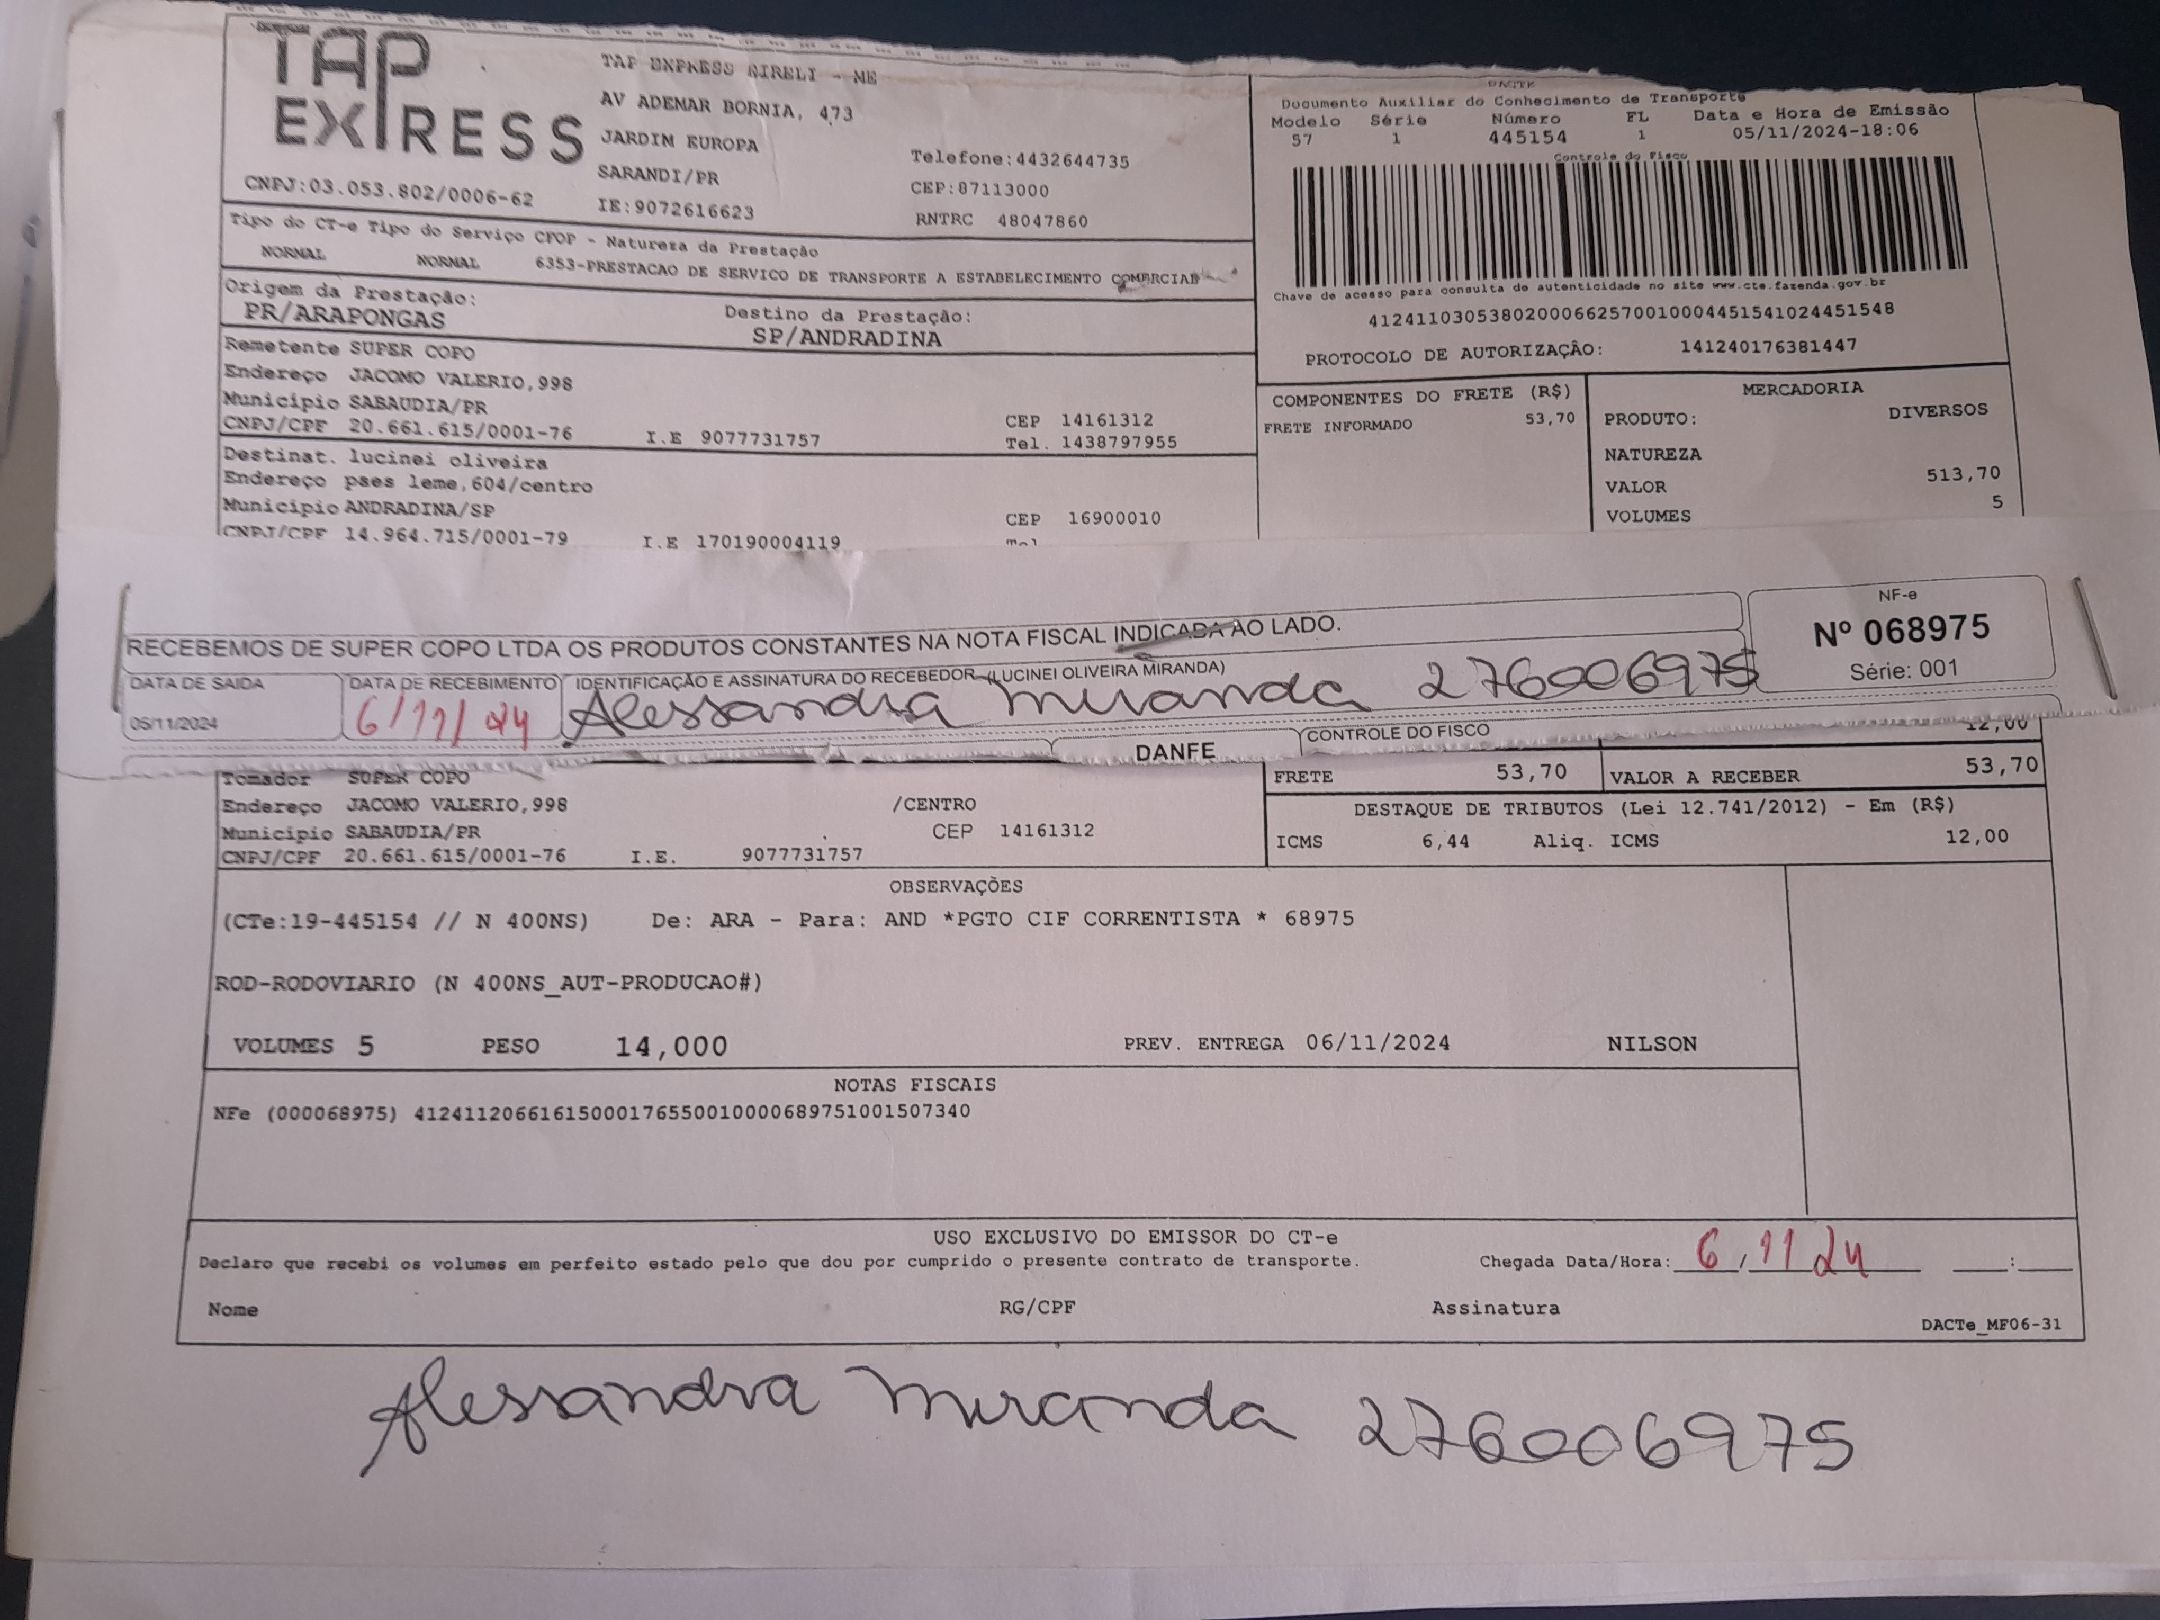 TAP EXPRESS
TAP EXPRESS EIRELI - ME
AV ADEMAR BORNIA, 473
JARDIM EUROPA
SARANDI/PR
Telefone:4432644735
CEP:87113000
CNPJ:03.053.802/0006-62
IE:9072616623
RNTRC 48047860
DACTE
Documento Auxiliar do Conhecimento de Transporte
Modelo Série Número FL Data e Hora de Emissão
57 1 445154 1 05/11/2024-18:06
Controle do Fisco
Chave de acesso para consulta de autenticidade no site www.cte.fazenda.gov.br
41241103053802000662570010004451541024451548
PROTOCOLO DE AUTORIZAÇÃO: 141240176381447
Tipo do CT-e Tipo do Serviço CFOP - Natureza da Prestação
NORMAL NORMAL 6353-PRESTACAO DE SERVICO DE TRANSPORTE A ESTABELECIMENTO COMERCIAL
Origem da Prestação: Destino da Prestação:
PR/ARAPONGAS SP/ANDRADINA
Remetente SUPER COPO
Endereço JACOMO VALERIO,998
Município SABAUDIA/PR CEP 14161312
CNPJ/CPF 20.661.615/0001-76 I.E 9077731757 Tel. 1438797955
Destinat. lucinei oliveira
Endereço paes leme,604/centro
Município ANDRADINA/SP CEP 16900010
CNPJ/CPF 14.964.715/0001-79 I.E 170190004119 Tel
COMPONENTES DO FRETE (R$)
FRETE INFORMADO 53,70
MERCADORIA
PRODUTO: DIVERSOS
NATUREZA
VALOR 513,70
VOLUMES 5
RECEBEMOS DE SUPER COPO LTDA OS PRODUTOS CONSTANTES NA NOTA FISCAL INDICADA AO LADO.
NF-e
Nº 068975
Série: 001
DATA DE SAIDA DATA DE RECEBIMENTO IDENTIFICAÇÃO E ASSINATURA DO RECEBEDOR (LUCINEI OLIVEIRA MIRANDA)
05/11/2024 6/11/24 Alessandra Miranda 276006975
DANFE CONTROLE DO FISCO
12,00
Tomador SUPER COPO
Endereço JACOMO VALERIO,998 /CENTRO
Município SABAUDIA/PR CEP 14161312
CNPJ/CPF 20.661.615/0001-76 I.E. 9077731757
FRETE 53,70 VALOR A RECEBER 53,70
DESTAQUE DE TRIBUTOS (Lei 12.741/2012) - Em (R$)
ICMS 6,44 Aliq. ICMS 12,00
OBSERVAÇÕES
(CTe:19-445154 // N 400NS) De: ARA - Para: AND *PGTO CIF CORRENTISTA * 68975
ROD-RODOVIARIO (N 400NS_AUT-PRODUCAO#)
VOLUMES 5 PESO 14,000 PREV. ENTREGA 06/11/2024 NILSON
NOTAS FISCAIS
NFe (000068975) 41241120661615000176550010000689751001507340
USO EXCLUSIVO DO EMISSOR DO CT-e
Declaro que recebi os volumes em perfeito estado pelo que dou por cumprido o presente contrato de transporte. Chegada Data/Hora: 6/11 24 :
Nome RG/CPF Assinatura
DACTe_MF06-31
Alessandra Miranda 276006975